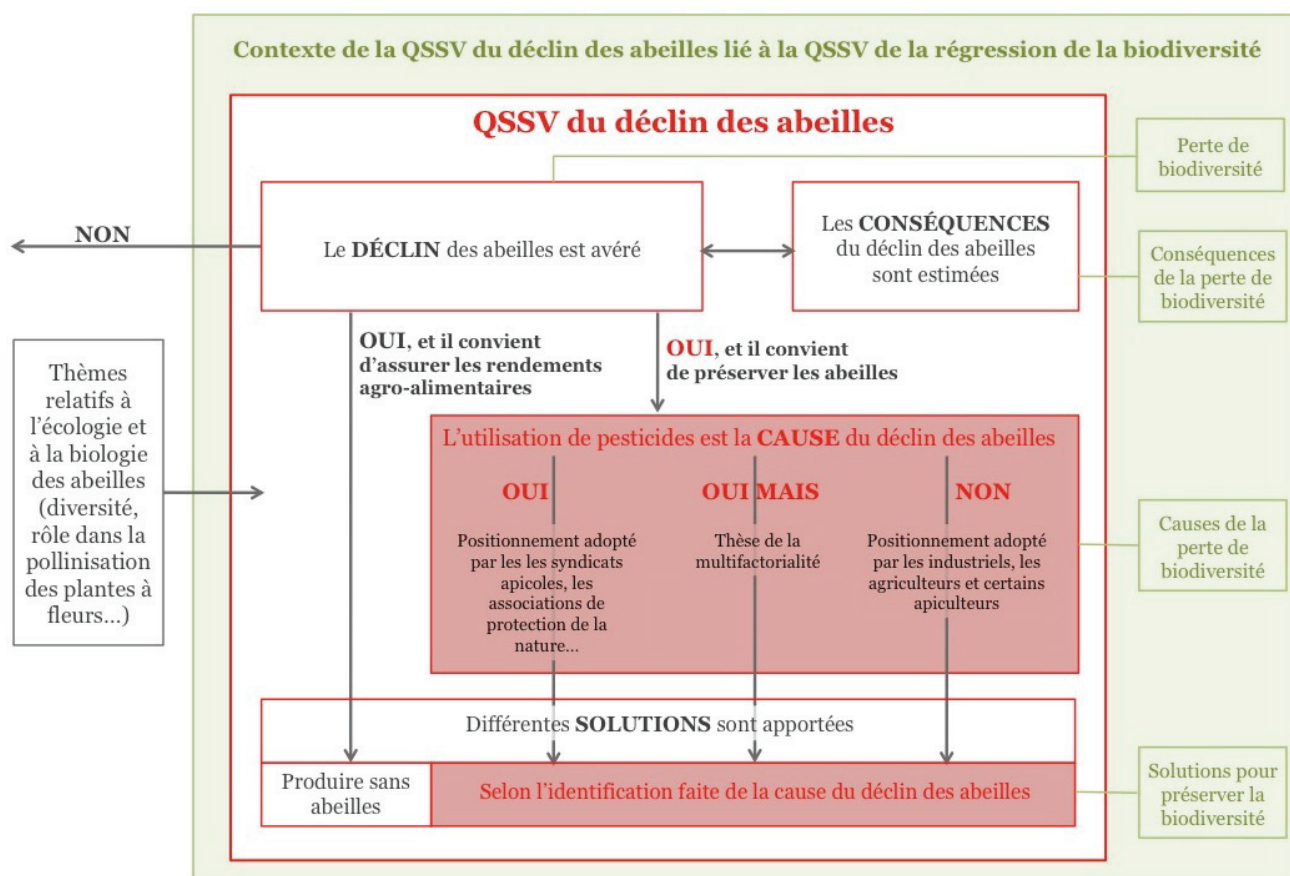 Contexte de la QSSV du déclin des abeilles lié à la QSSV de la régression de la biodiversité
QSSV du déclin des abeilles
Perte de
biodiversité
NON
Le DÉCLIN des abeilles est avéré
Les CONSÉQUENCES
du déclin des abeilles
sont estimées
Conséquences
de la perte de
biodiversité
OUI, et il convient
d’assurer les rendements
agro-alimentaires
OUI, et il convient
de préserver les abeilles
Thèmes
relatifs à
l’écologie et
à la biologie
des abeilles
(diversité,
rôle dans la
pollinisation
des plantes à
fleurs...)
L’utilisation de pesticides est la CAUSE du déclin des abeilles
OUI
Positionnement adopté
par les les syndicats
apicoles, les
associations de
protection de la
nature...
OUI MAIS
Thèse de la
multifactorialité
NON
Positionnement adopté
par les industriels, les
agriculteurs et certains
apiculteurs
Causes de la
perte de
biodiversité
Différentes SOLUTIONS sont apportées
Produire sans
abeilles
Selon l’identification faite de la cause du déclin des abeilles
Solutions pour
préserver la
biodiversité